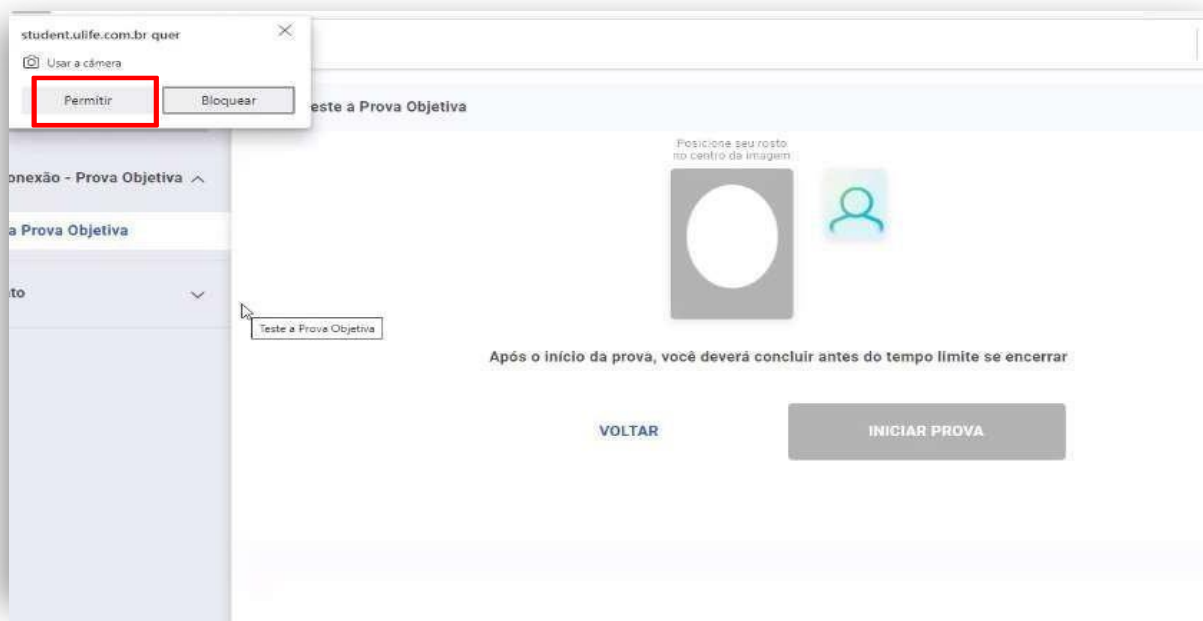 student.ulife.com.br quer
Usar a câmera
Permitir
Bloquear
este a Prova Objetiva
onexão - Prova Objetiva
a Prova Objetiva
to
Teste a Prova Objetiva
Posicione seu rosto
no centro da imagem
Após o início da prova, você deverá concluir antes do tempo limite se encerrar
VOLTAR
INICIAR PROVA